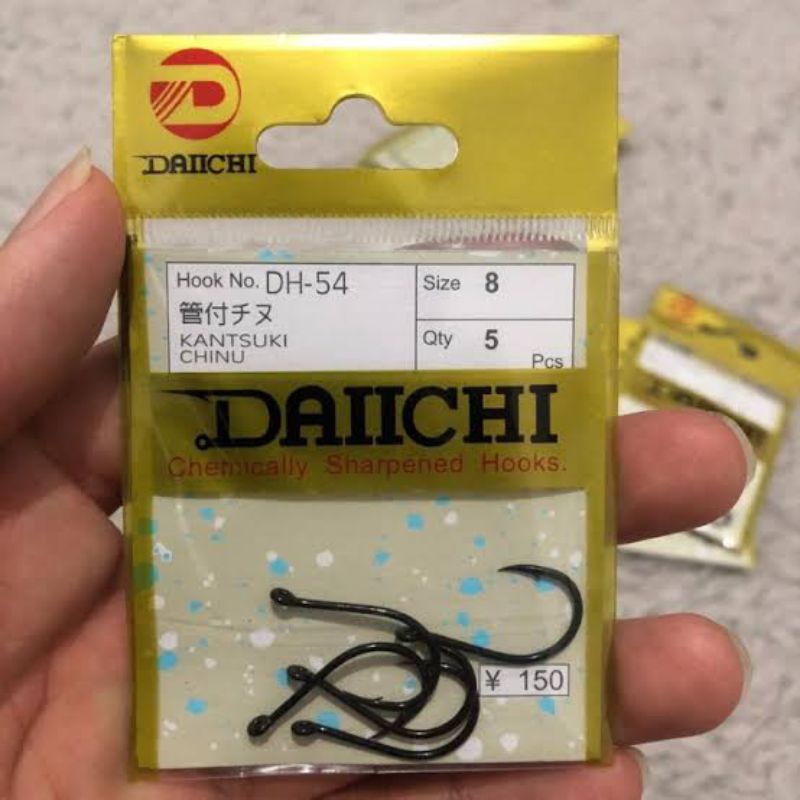 DAIICHI
Hook No. DH-54
管付チヌ
KANTSUKI
CHINU
Size 8
Qty 5 Pcs
DAIICHI
Chemically Sharpened Hooks.
¥ 150
DAIICHI